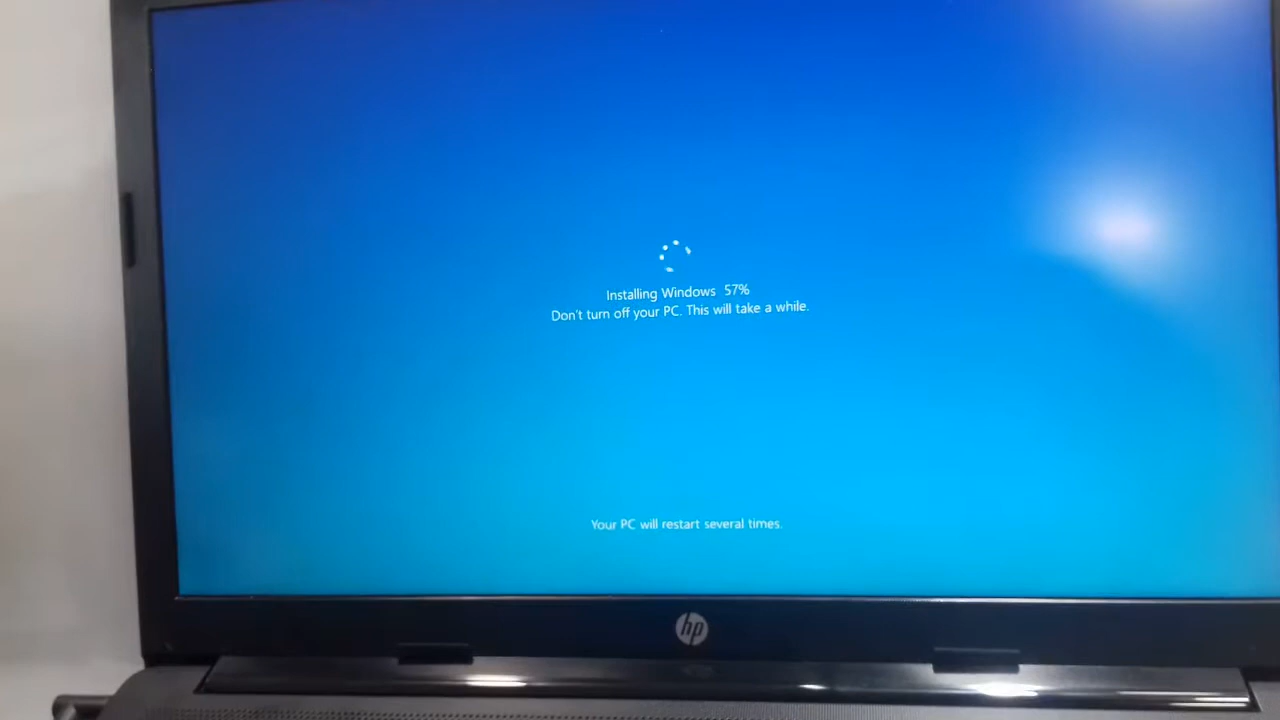 Installing Windows 57%
Don't turn off your PC. This will take a while.
Your PC will restart several times.
hp